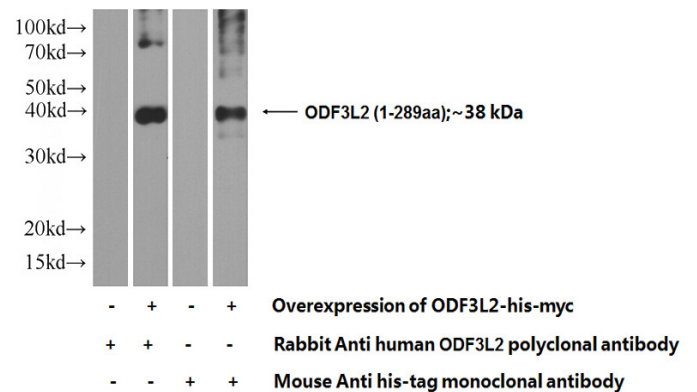 100kd→
70kd→
50kd→
40kd→
← ODF3L2 (1-289aa);~38 kDa
30kd→
20kd→
15kd→
- + - + Overexpression of ODF3L2-his-myc
+ + - - Rabbit Anti human ODF3L2 polyclonal antibody
- - + + Mouse Anti his-tag monoclonal antibody